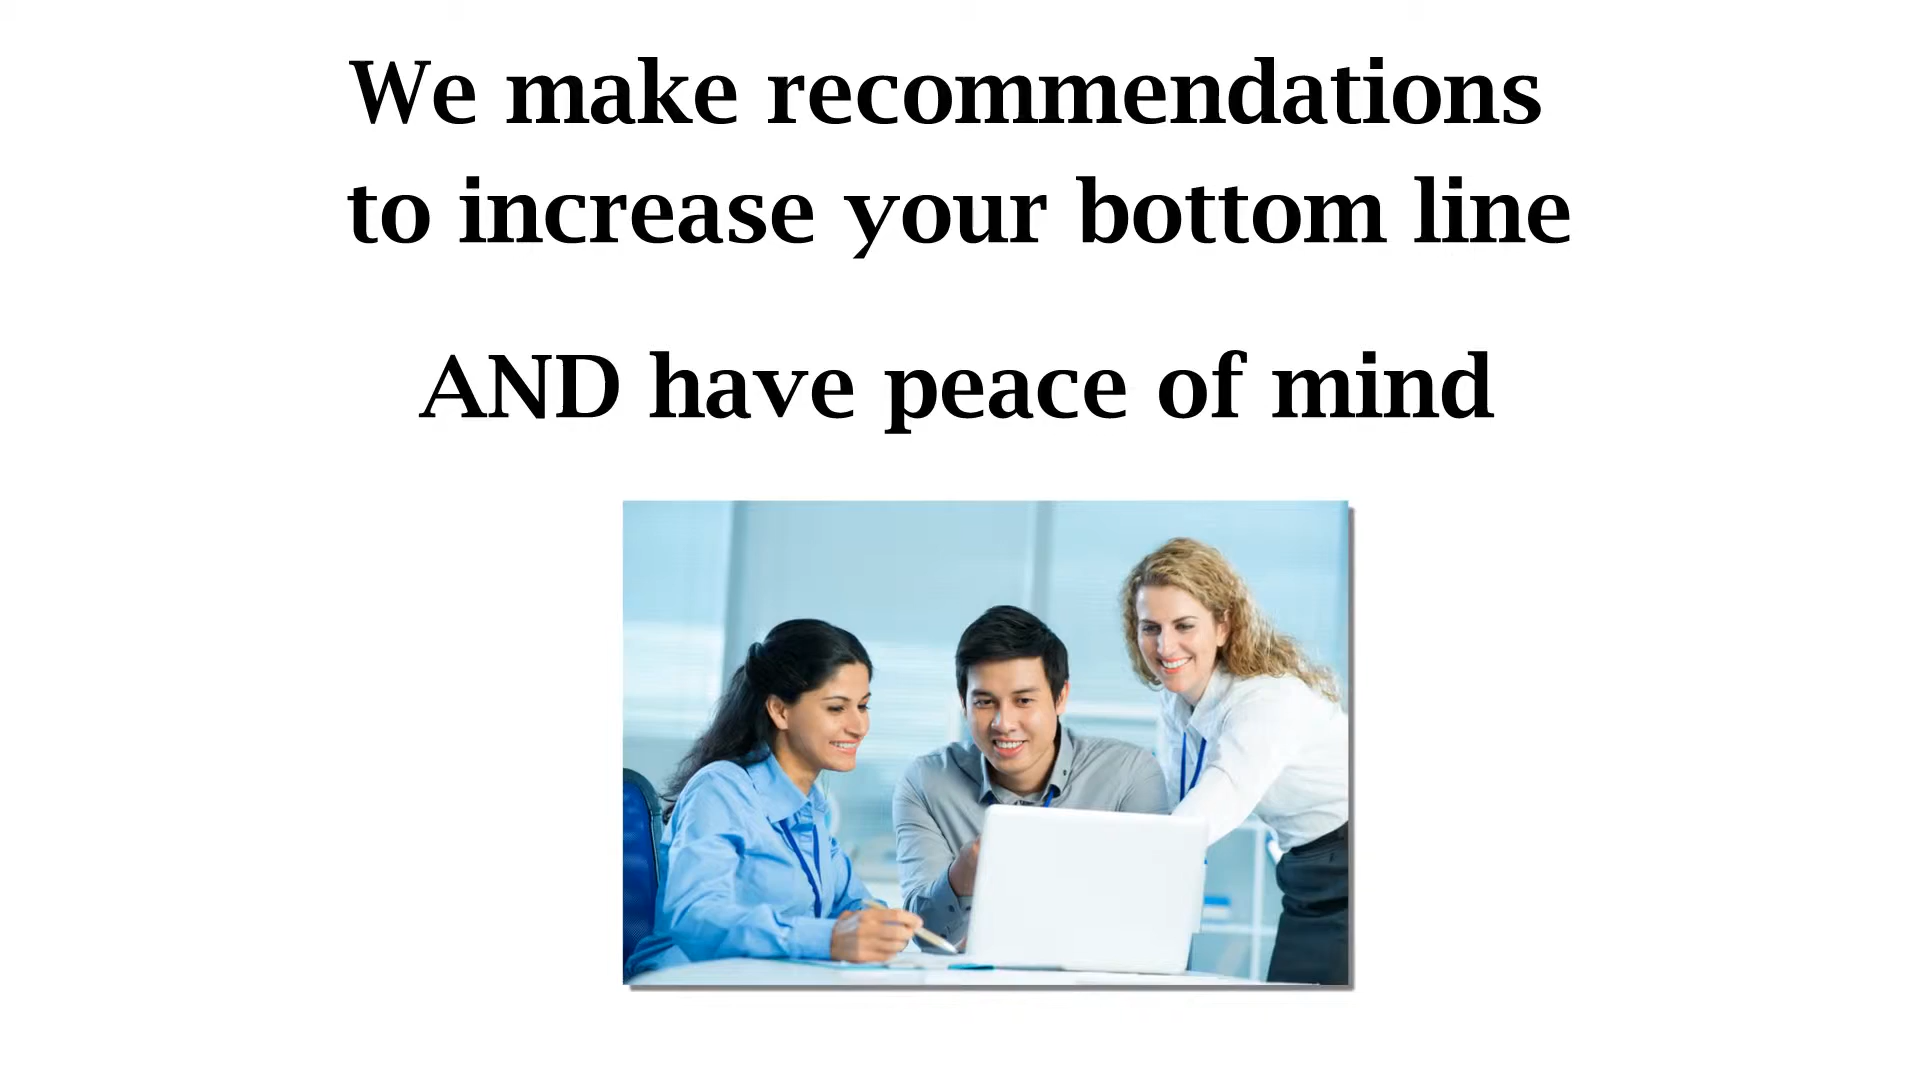 We make recommendations
to increase your bottom line
AND have peace of mind